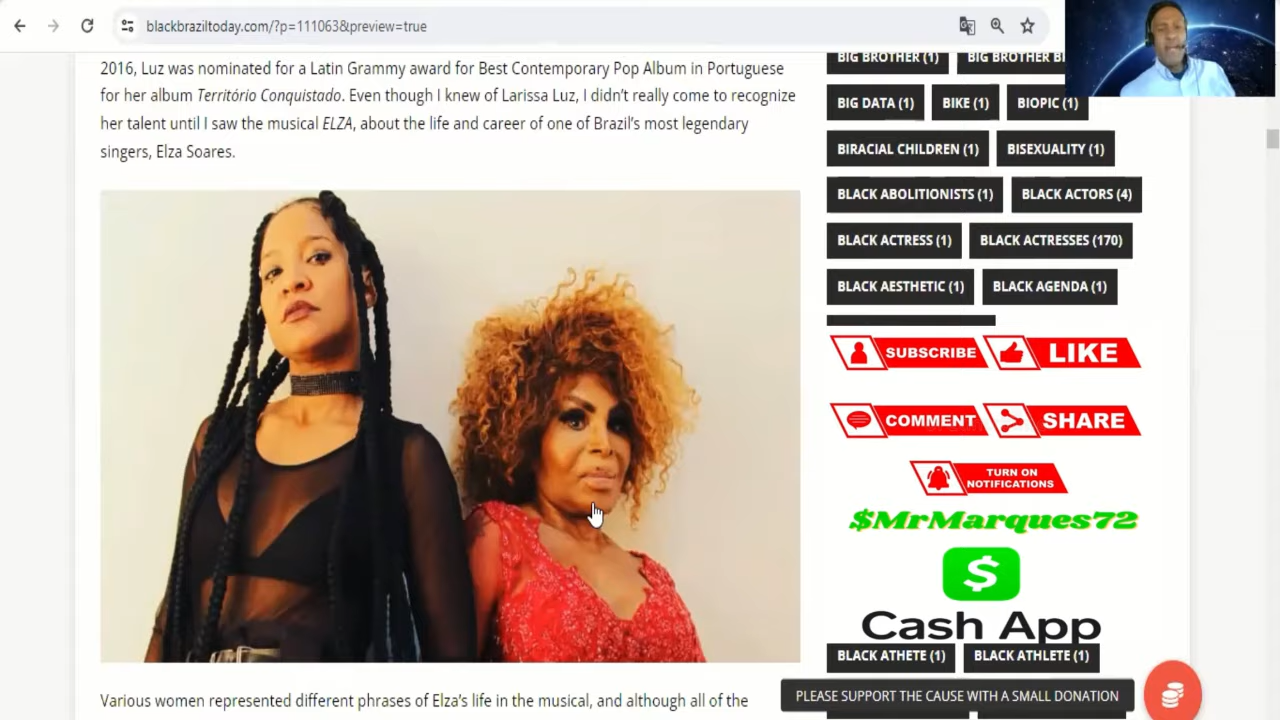 blackbraziltoday.com/?p=111063&preview=true
2016, Luz was nominated for a Latin Grammy award for Best Contemporary Pop Album in Portuguese
for her album Território Conquistado. Even though I knew of Larissa Luz, I didn't really come to recognize
her talent until I saw the musical ELZA, about the life and career of one of Brazil's most legendary
singers, Elza Soares.
Various women represented different phrases of Elza's life in the musical, and although all of the
BIG BROTHER (1)
BIG BROTHER
BIG DATA (1)
BIKE (1)
BIOPIC (1)
BIRACIAL CHILDREN (1)
BISEXUALITY (1)
BLACK ABOLITIONISTS (1)
BLACK ACTORS (4)
BLACK ACTRESS (1)
BLACK ACTRESSES (170)
BLACK AESTHETIC (1)
BLACK AGENDA (1)
SUBSCRIBE
LIKE
COMMENT
SHARE
TURN ON
NOTIFICATIONS
$MrMarques72
$
Cash App
BLACK ATHETE (1)
BLACK ATHLETE (1)
PLEASE SUPPORT THE CAUSE WITH A SMALL DONATION